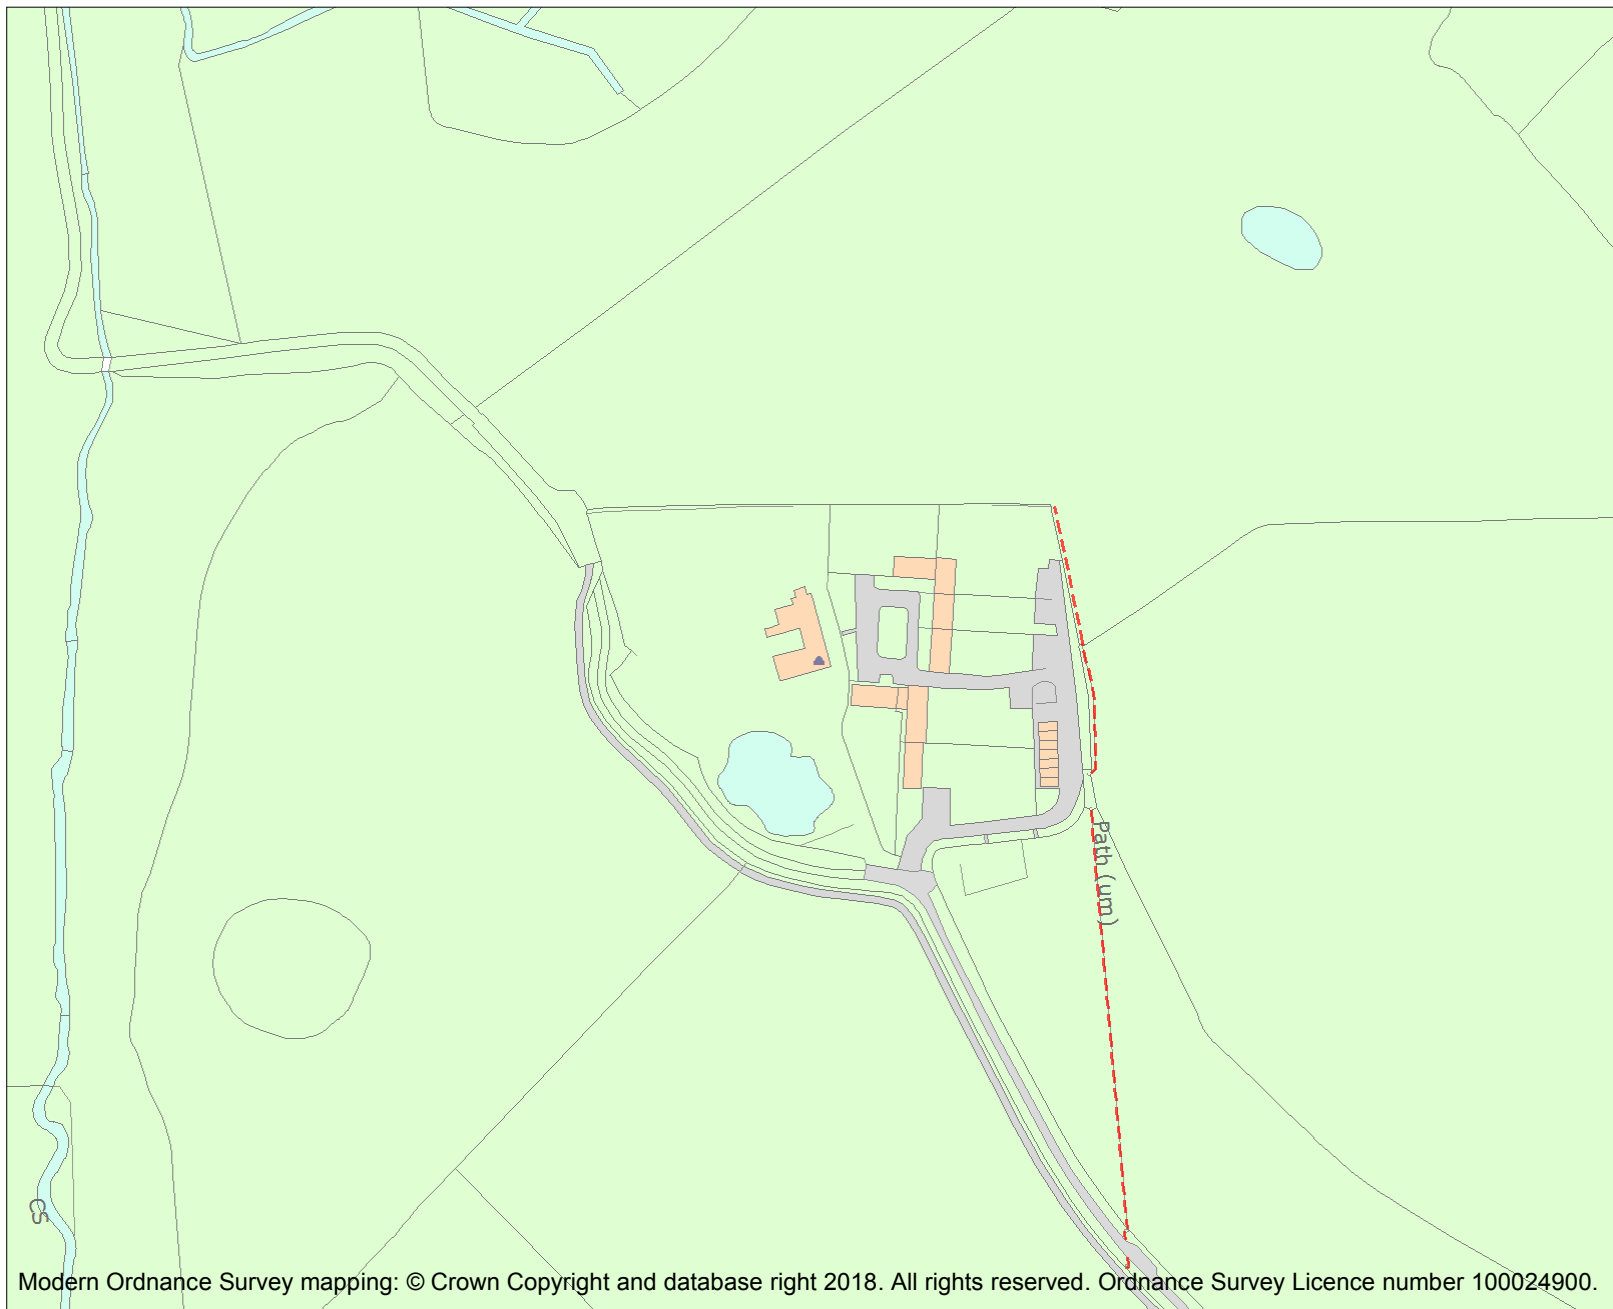 Path (um)
CS
Modern Ordnance Survey mapping: © Crown Copyright and database right 2018. All rights reserved. Ordnance Survey Licence number 100024900.